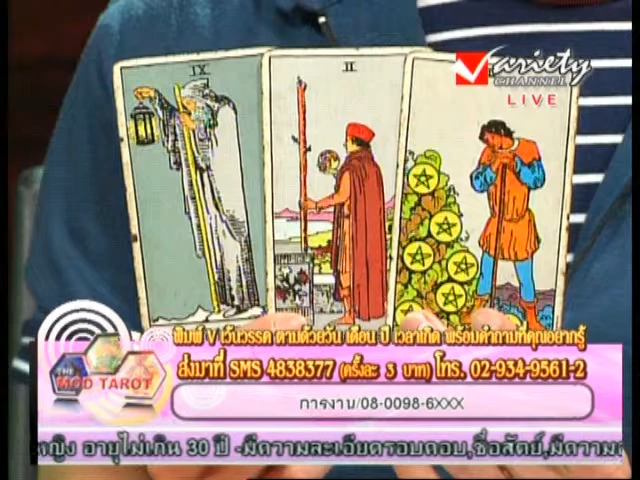 IX
II
Variety
CHANNEL
LIVE
พิมพ์ V เว้นวรรค ตามด้วยวัน เดือน ปี เวลาเกิด พร้อมคำถามที่คุณอยากรู้
ส่งมาที่ SMS 4838377 (ครั้งละ 3 บาท) โทร. 02-934-9561-2
THE
MOD TAROT
การงาน/08-0098-6XXX
หญิง อายุไม่เกิน 30 ปี -มีความละเอียดรอบคอบ,ซื่อสัตย์,มีความ